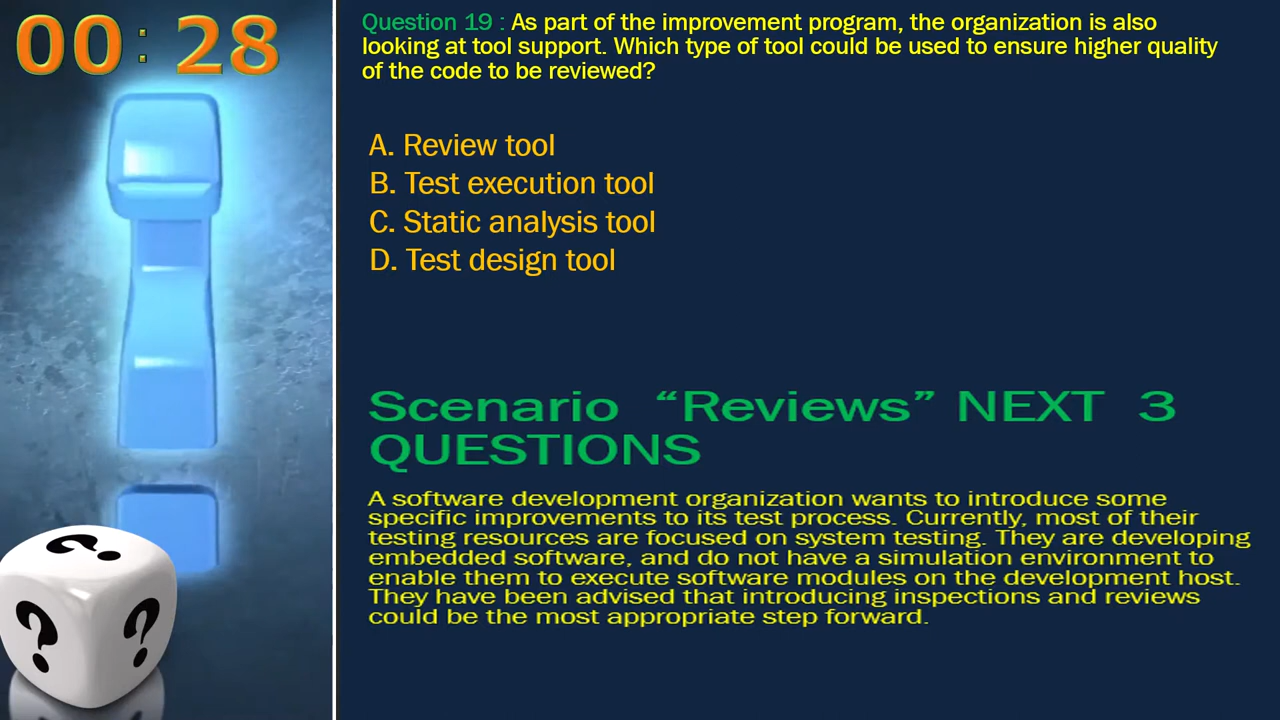 00:28
Question 19 : As part of the improvement program, the organization is also
looking at tool support. Which type of tool could be used to ensure higher quality
of the code to be reviewed?
A. Review tool
B. Test execution tool
C. Static analysis tool
D. Test design tool
Scenario “Reviews” NEXT 3
QUESTIONS
A software development organization wants to introduce some
specific improvements to its test process. Currently, most of their
testing resources are focused on system testing. They are developing
embedded software, and do not have a simulation environment to
enable them to execute software modules on the development host.
They have been advised that introducing inspections and reviews
could be the most appropriate step forward.
? ? ?